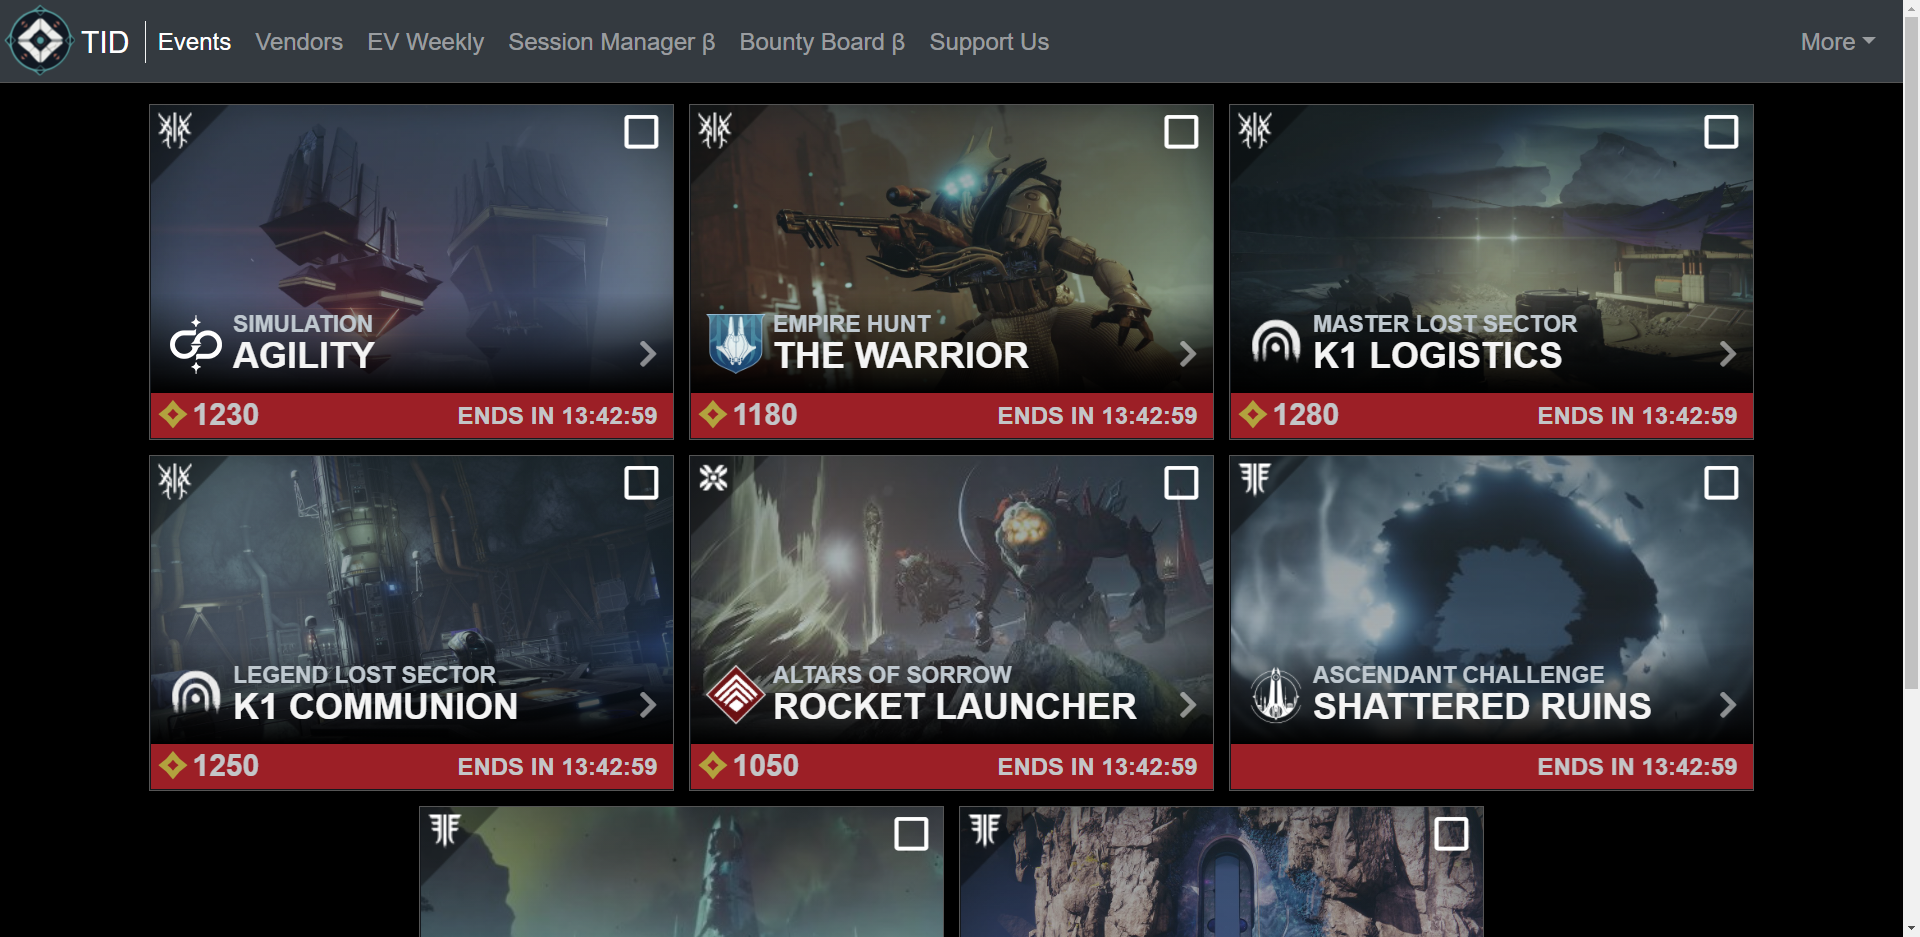 TID
Events
Vendors
EV Weekly
Session Manager β
Bounty Board β
Support Us
More
SIMULATION
AGILITY
1230
ENDS IN 13:42:59
EMPIRE HUNT
THE WARRIOR
1180
ENDS IN 13:42:59
MASTER LOST SECTOR
K1 LOGISTICS
1280
ENDS IN 13:42:59
LEGEND LOST SECTOR
K1 COMMUNION
1250
ENDS IN 13:42:59
ALTARS OF SORROW
ROCKET LAUNCHER
1050
ENDS IN 13:42:59
ASCENDANT CHALLENGE
SHATTERED RUINS
ENDS IN 13:42:59